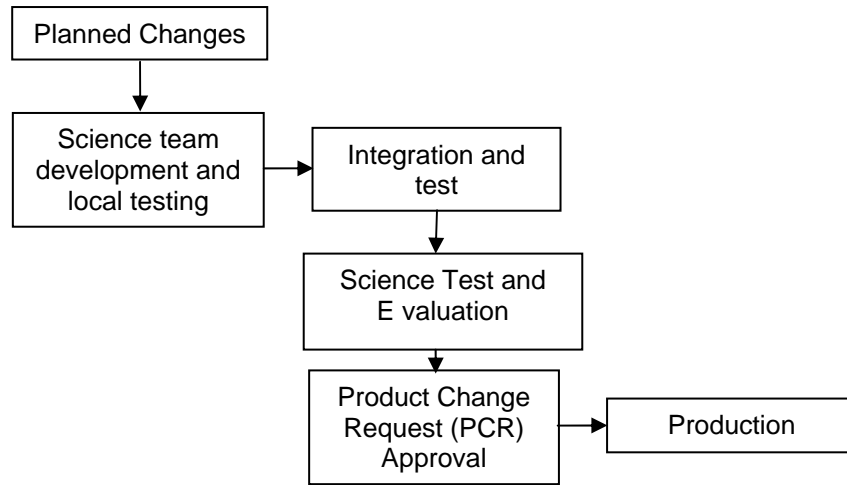 Planned Changes
Science team
development and
local testing
Integration and
test
Science Test and
E valuation
Product Change
Request (PCR)
Approval
Production